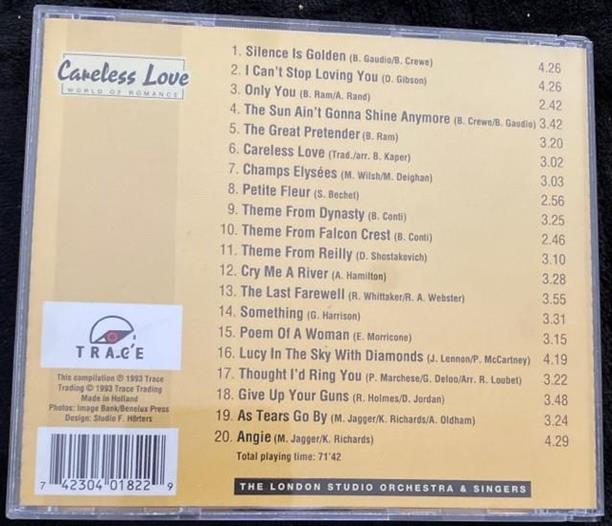 Careless Love
WORLD OF ROMANCE
1. Silence Is Golden (B. Gaudio/B. Crewe) 4.26
2. I Can't Stop Loving You (D. Gibson) 4.26
3. Only You (B. Ram/A. Rand) 2.42
4. The Sun Ain't Gonna Shine Anymore (B. Crewe/B. Gaudio) 3.42
5. The Great Pretender (B. Ram) 3.20
6. Careless Love (Trad./arr. B. Kaper) 3.02
7. Champs Elysées (M. Wilsh/M. Deighan) 3.03
8. Petite Fleur (S. Bechet) 2.56
9. Theme From Dynasty (B. Conti) 3.25
10. Theme From Falcon Crest (B. Conti) 2.46
11. Theme From Reilly (D. Shostakovich) 3.10
12. Cry Me A River (A. Hamilton) 3.28
13. The Last Farewell (R. Whittaker/R. A. Webster) 3.55
14. Something (G. Harrison) 3.31
15. Poem Of A Woman (E. Morricone) 3.15
16. Lucy In The Sky With Diamonds (J. Lennon/P. McCartney) 4.19
17. Thought I'd Ring You (P. Marchese/G. Deloo/Arr. R. Loubet) 3.22
18. Give Up Your Guns (R. Holmes/D. Jordan) 3.48
19. As Tears Go By (M. Jagger/K. Richards/A. Oldham) 3.24
20. Angie (M. Jagger/K. Richards) 4.29
Total playing time: 71'42
THE LONDON STUDIO ORCHESTRA & SINGERS
TRACE
This compilation ℗ 1993 Trace
Trading © 1993 Trace Trading
Made in Holland
Photos: Image Bank/Benelux Press
Design: Studio F. Hörters
7 42304 01822 9